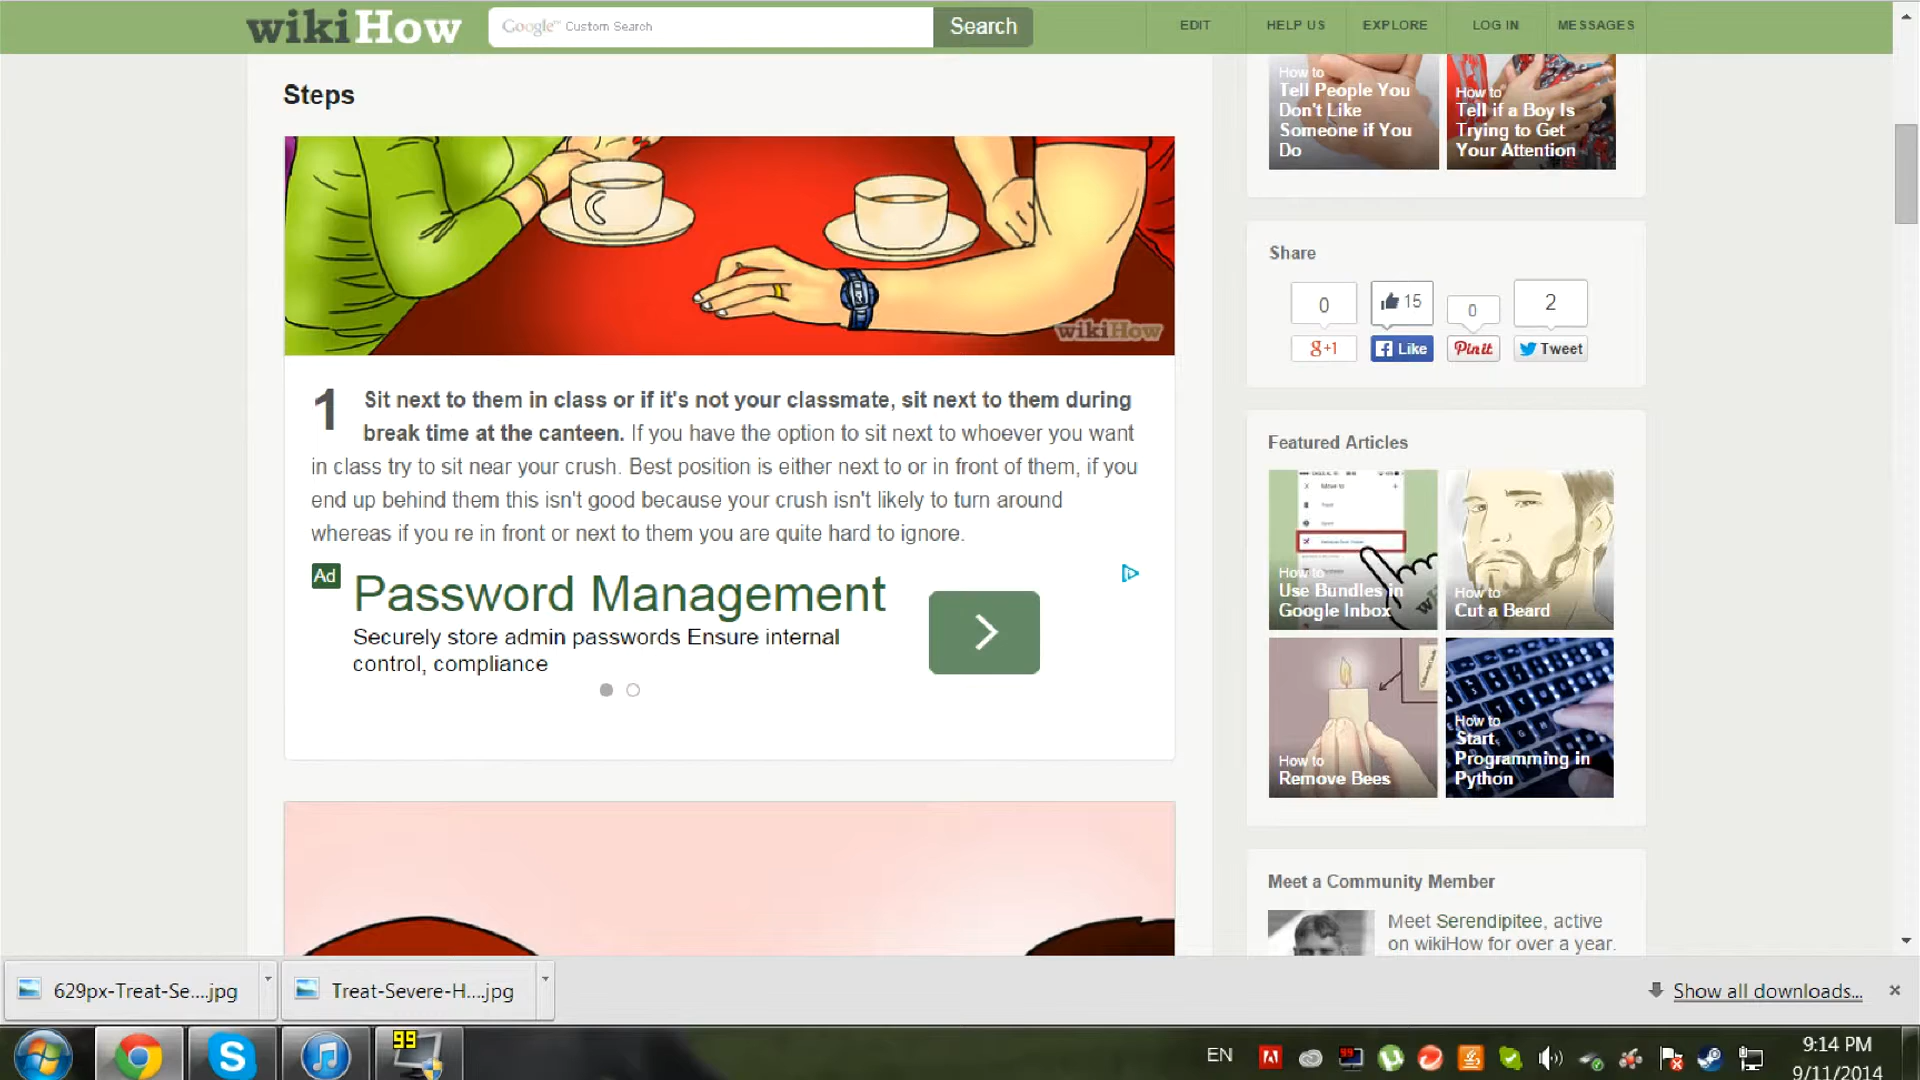 wikiHow
Google™ Custom Search
Search
EDIT
HELP US
EXPLORE
LOG IN
MESSAGES
Steps
wikiHow
1 Sit next to them in class or if it's not your classmate, sit next to them during
break time at the canteen. If you have the option to sit next to whoever you want
in class try to sit near your crush. Best position is either next to or in front of them, if you
end up behind them this isn't good because your crush isn't likely to turn around
whereas if you re in front or next to them you are quite hard to ignore.
Ad
Password Management
Securely store admin passwords Ensure internal
control, compliance
How to
Tell People You
Don't Like
Someone if You
Do
How to
Tell if a Boy Is
Trying to Get
Your Attention
Share
0
15
0
2
g+1
Like
Pinit
Tweet
Featured Articles
How to
Use Bundles in
Google Inbox
How to
Cut a Beard
How to
Remove Bees
How to
Start
Programming in
Python
Meet a Community Member
Meet Serendipitee, active
on wikiHow for over a year.
629px-Treat-Se....jpg
Treat-Severe-H....jpg
Show all downloads...
99
EN
9:14 PM
9/11/2014